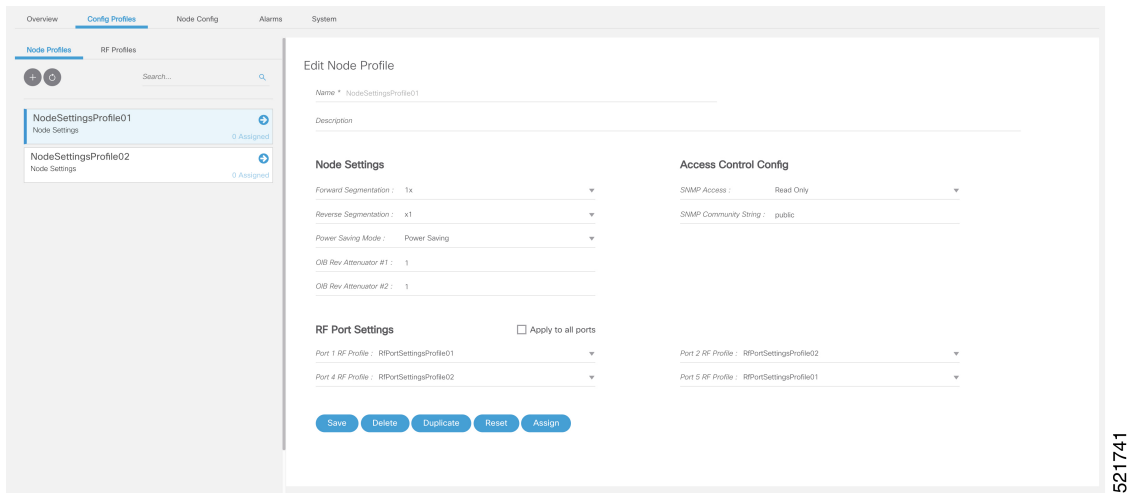 Overview Config Profiles Node Config Alarms System
Node Profiles RF Profiles
Search...
NodeSettingsProfile01
Node Settings
0 Assigned
NodeSettingsProfile02
Node Settings
0 Assigned
Edit Node Profile
Name * NodeSettingsProfile01
Description
Node Settings
Forward Segmentation : 1x
Reverse Segmentation : x1
Power Saving Mode : Power Saving
OIB Rev Attenuator #1 : 1
OIB Rev Attenuator #2 : 1
Access Control Config
SNMP Access : Read Only
SNMP Community String : public
RF Port Settings Apply to all ports
Port 1 RF Profile : RfPortSettingsProfile01 Port 2 RF Profile : RfPortSettingsProfile02
Port 4 RF Profile : RfPortSettingsProfile02 Port 5 RF Profile : RfPortSettingsProfile01
Save Delete Duplicate Reset Assign
521741